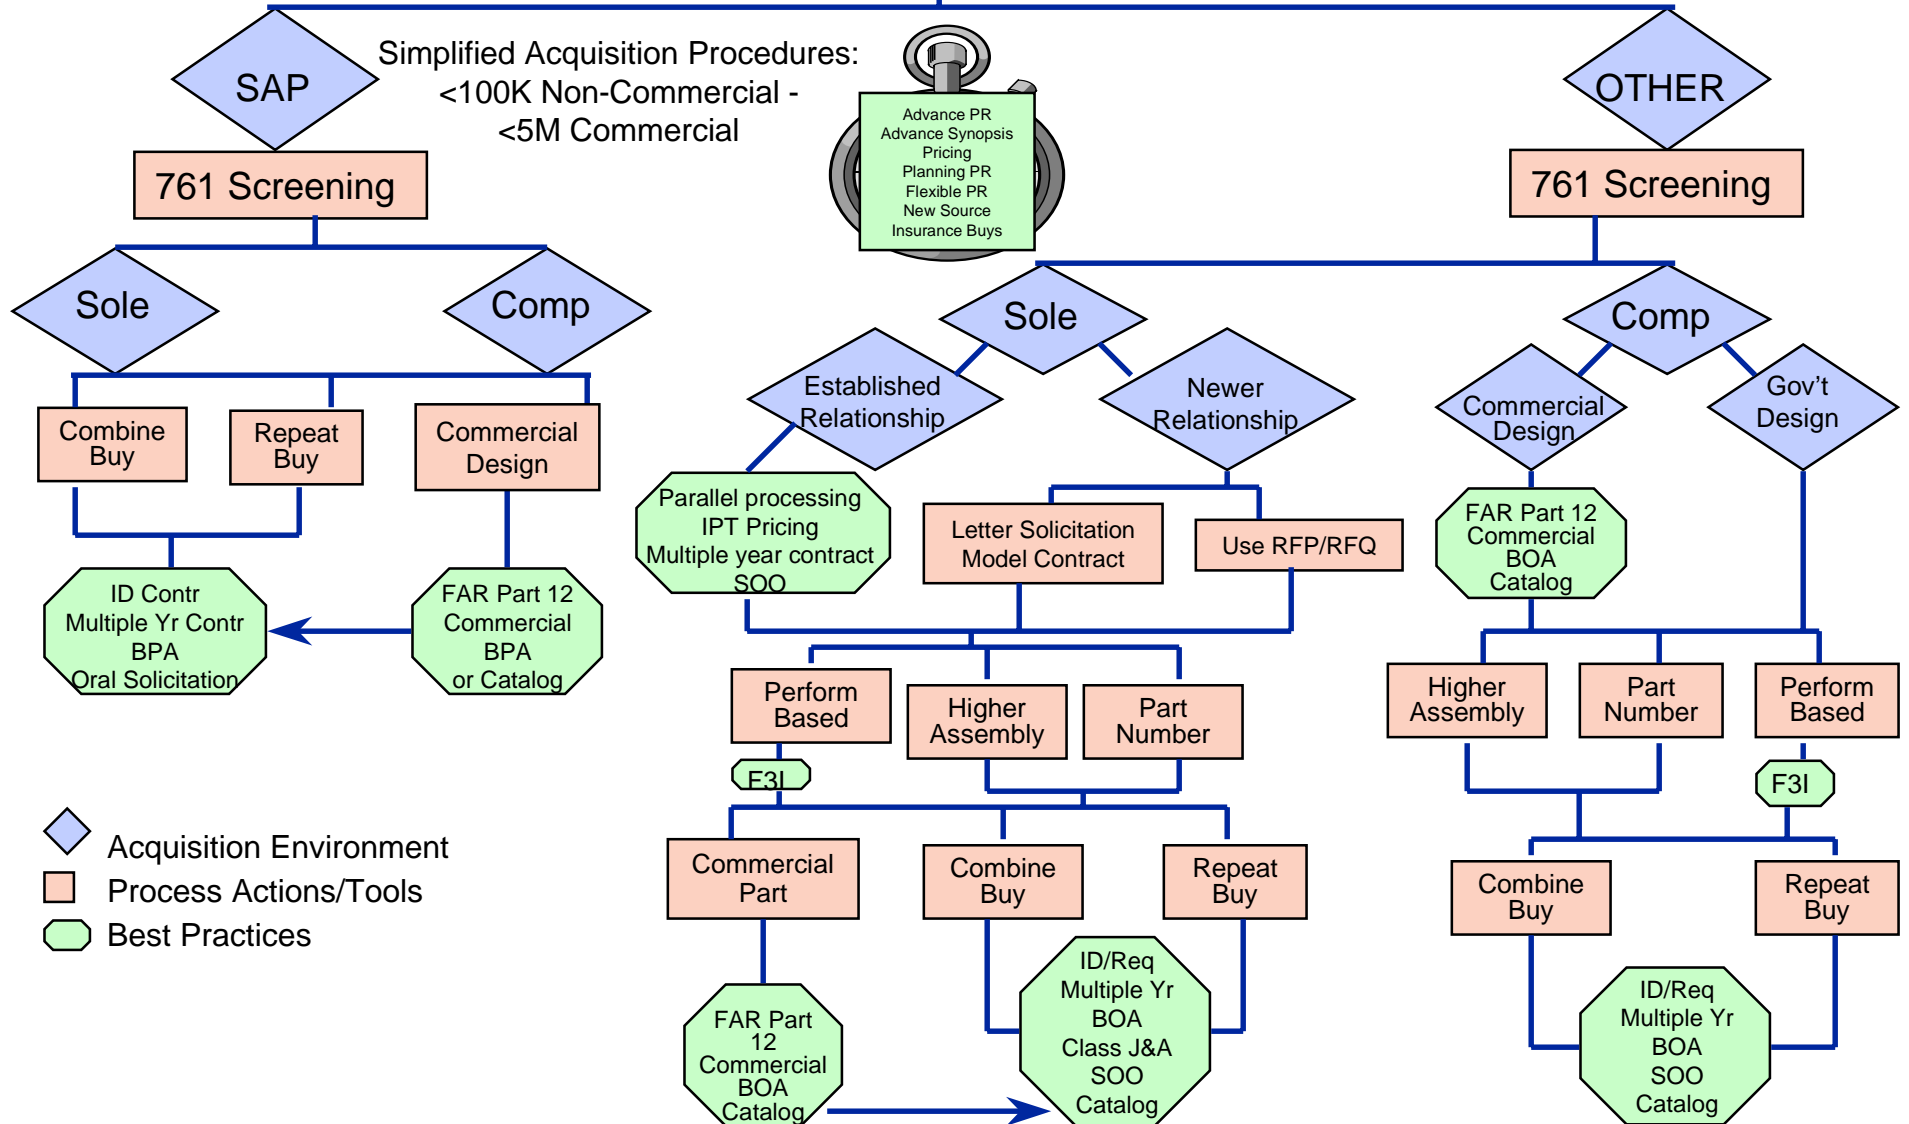 SAP
Simplified Acquisition Procedures:
<100K Non-Commercial -
<5M Commercial
Advance PR
Advance Synopsis
Pricing
Planning PR
Flexible PR
New Source
Insurance Buys
OTHER
761 Screening
761 Screening
Sole
Comp
Sole
Comp
Established
Relationship
Newer
Relationship
Commercial
Design
Gov’t
Design
Combine
Buy
Repeat
Buy
Commercial
Design
Parallel processing
IPT Pricing
Multiple year contract
SOO
Letter Solicitation
Model Contract
Use RFP/RFQ
FAR Part 12
Commercial
BOA
Catalog
ID Contr
Multiple Yr Contr
BPA
Oral Solicitation
FAR Part 12
Commercial
BPA
or Catalog
Perform
Based
Higher
Assembly
Part
Number
Higher
Assembly
Part
Number
Perform
Based
F3I
F3I
Acquisition Environment
Process Actions/Tools
Best Practices
Commercial
Part
Combine
Buy
Repeat
Buy
Combine
Buy
Repeat
Buy
FAR Part
12
Commercial
BOA
Catalog
ID/Req
Multiple Yr
BOA
Class J&A
SOO
Catalog
ID/Req
Multiple Yr
BOA
SOO
Catalog